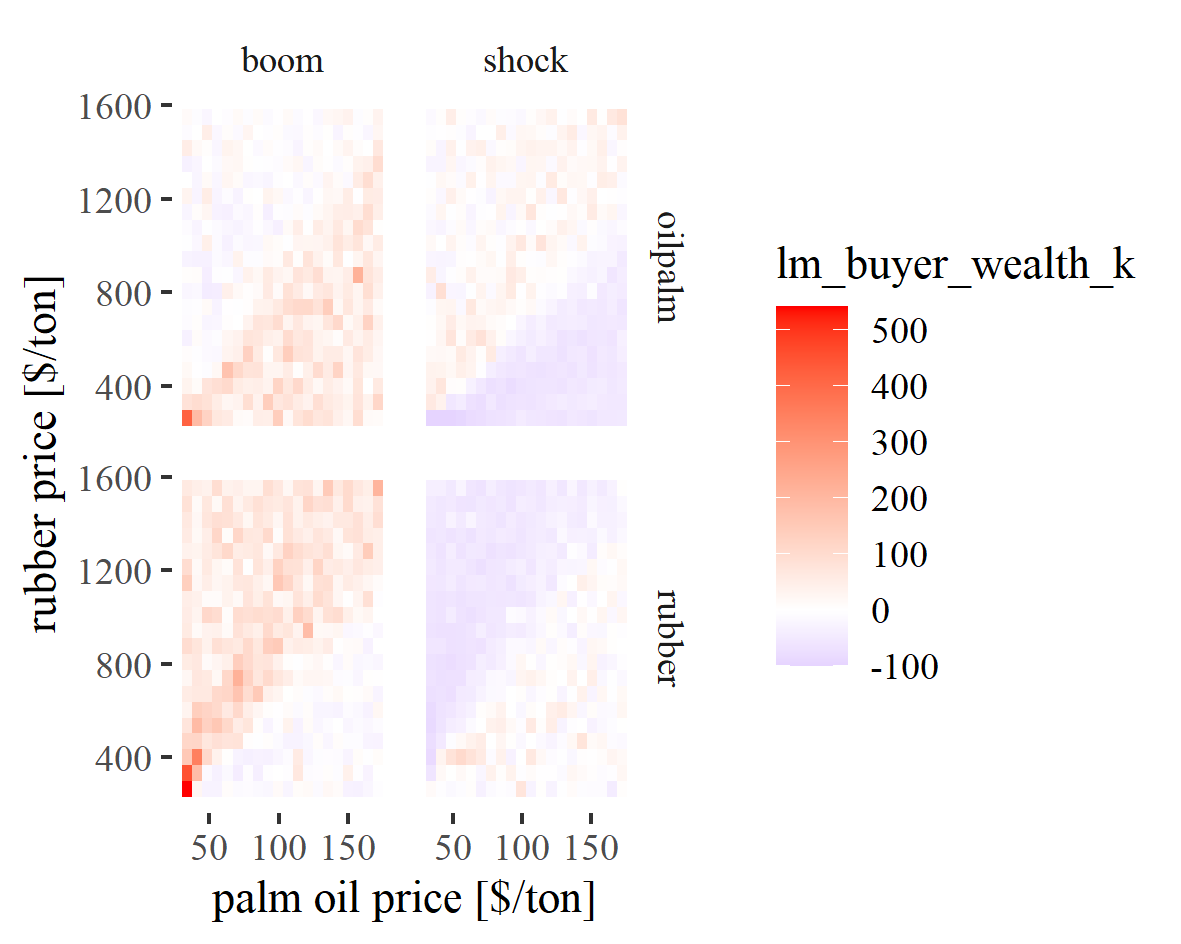 boom shock
1600
1200
800
400
oilpalm
1600
1200
800
400
rubber
50 100 150 50 100 150
palm oil price [$/ton]
rubber price [$/ton]
lm_buyer_wealth_k
500
400
300
200
100
0
-100